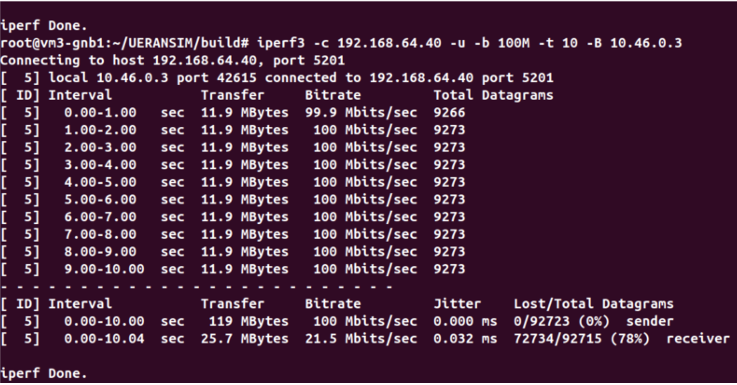 iperf Done.
root@vm3-gnb1:~/UERANSIM/build# iperf3 -c 192.168.64.40 -u -b 100M -t 10 -B 10.46.0.3
Connecting to host 192.168.64.40, port 5201
[  5] local 10.46.0.3 port 42615 connected to 192.168.64.40 port 5201
[ ID] Interval           Transfer     Bitrate         Total Datagrams
[  5]   0.00-1.00   sec  11.9 MBytes  99.9 Mbits/sec  9266
[  5]   1.00-2.00   sec  11.9 MBytes   100 Mbits/sec  9273
[  5]   2.00-3.00   sec  11.9 MBytes   100 Mbits/sec  9273
[  5]   3.00-4.00   sec  11.9 MBytes   100 Mbits/sec  9273
[  5]   4.00-5.00   sec  11.9 MBytes   100 Mbits/sec  9273
[  5]   5.00-6.00   sec  11.9 MBytes   100 Mbits/sec  9273
[  5]   6.00-7.00   sec  11.9 MBytes   100 Mbits/sec  9273
[  5]   7.00-8.00   sec  11.9 MBytes   100 Mbits/sec  9273
[  5]   8.00-9.00   sec  11.9 MBytes   100 Mbits/sec  9273
[  5]   9.00-10.00  sec  11.9 MBytes   100 Mbits/sec  9273
- - - - - - - - - - - - - - - - - - - - - - - - -
[ ID] Interval           Transfer     Bitrate         Jitter    Lost/Total Datagrams
[  5]   0.00-10.00  sec   119 MBytes   100 Mbits/sec  0.000 ms  0/92723 (0%)  sender
[  5]   0.00-10.04  sec  25.7 MBytes  21.5 Mbits/sec  0.032 ms  72734/92715 (78%)  receiver
iperf Done.